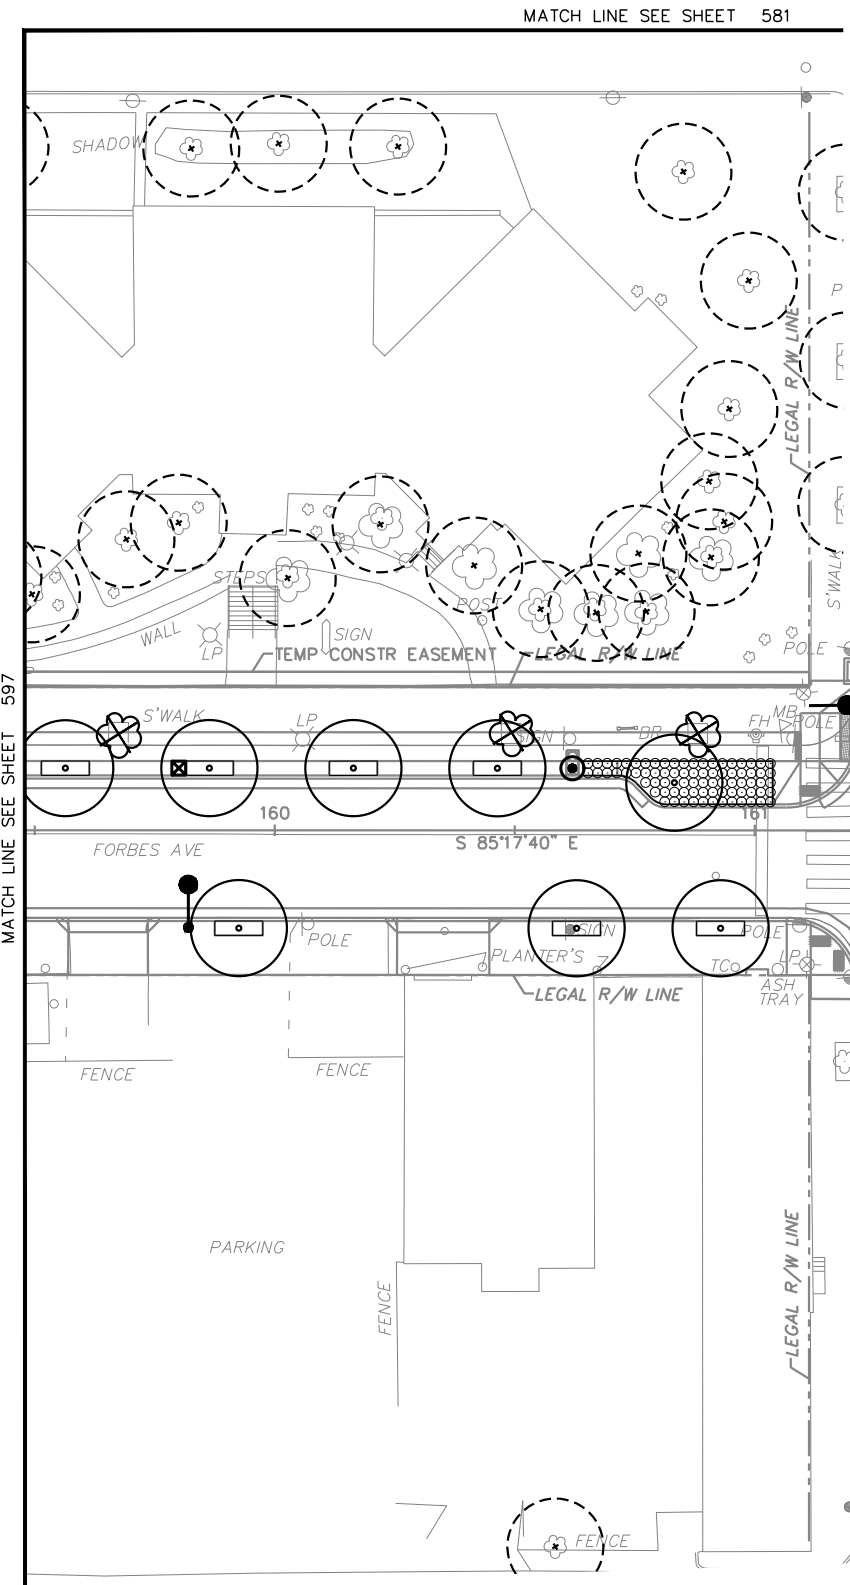 MATCH LINE SEE SHEET 581
SHADOW
LEGAL R/W LINE
P
S'WALK
STEPS
POST
WALL
LP
SIGN
TEMP CONSTR EASEMENT
LEGAL R/W LINE
POLE
MATCH LINE SEE SHEET 597
S'WALK
LP
SIGN
BR
FH
MB
POLE
160
161
FORBES AVE
S 85°17'40" E
POLE
SIGN
POLE
PLANTER'S
TC
LP
LEGAL R/W LINE
ASH
TRAY
FENCE
FENCE
PARKING
FENCE
LEGAL R/W LINE
FENCE